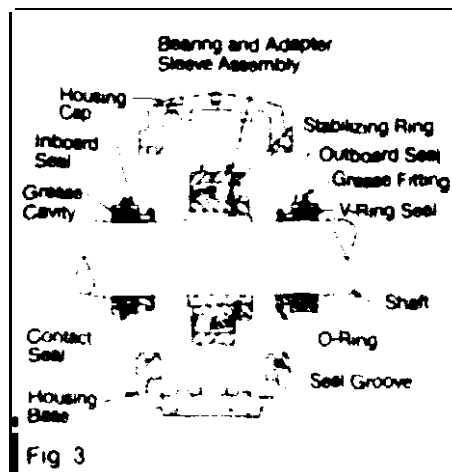 Bearing and Adapter
Sleeve Assembly
Housing
Cap
Stabilizing Ring
Inboard
Seal
Outboard Seal
Grease Fitting
Grease
Cavity
V-Ring Seal
Shaft
Contact
Seal
O-Ring
Seal Groove
Housing
Base
Fig 3